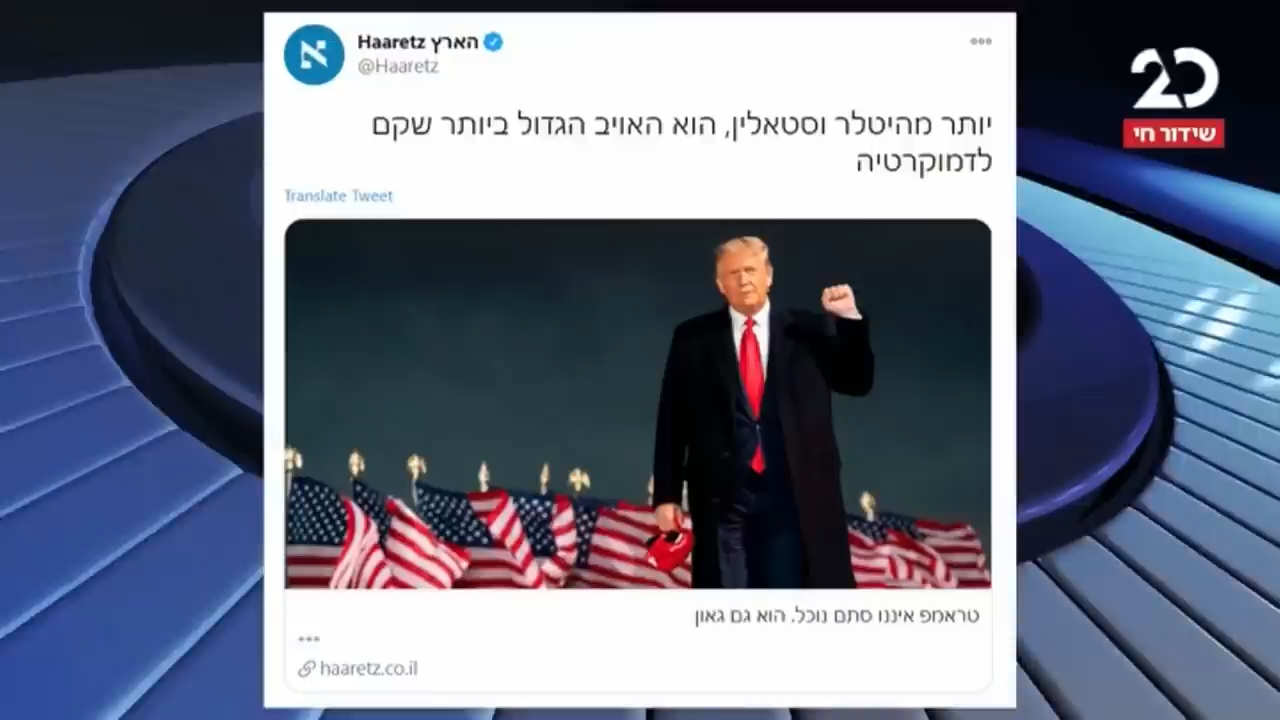 Haaretz הארץ
@Haaretz
יותר מהיטלר וסטאלין, הוא האויב הגדול ביותר שקם
לדמוקרטיה
Translate Tweet
טראמפ איננו סתם נוכל. הוא גם גאון
...
haaretz.co.il
20
שידור חי